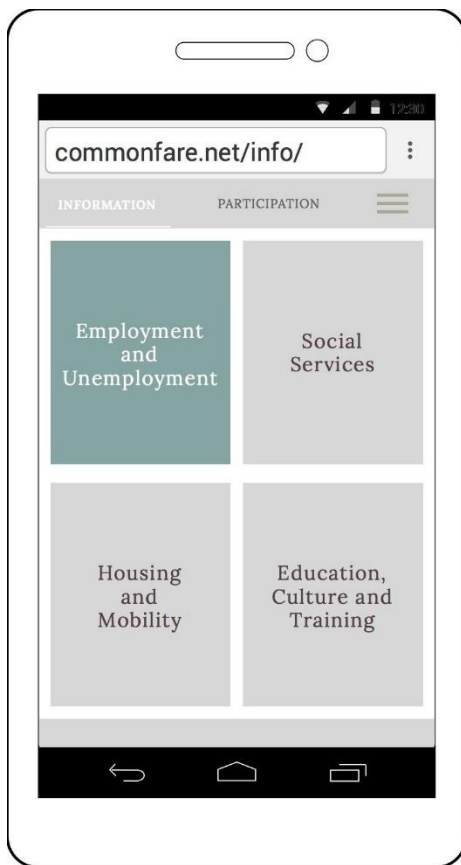 12:30
commonfare.net/info/
INFORMATION PARTICIPATION
Employment
and
Unemployment
Social
Services
Housing
and
Mobility
Education,
Culture and
Training